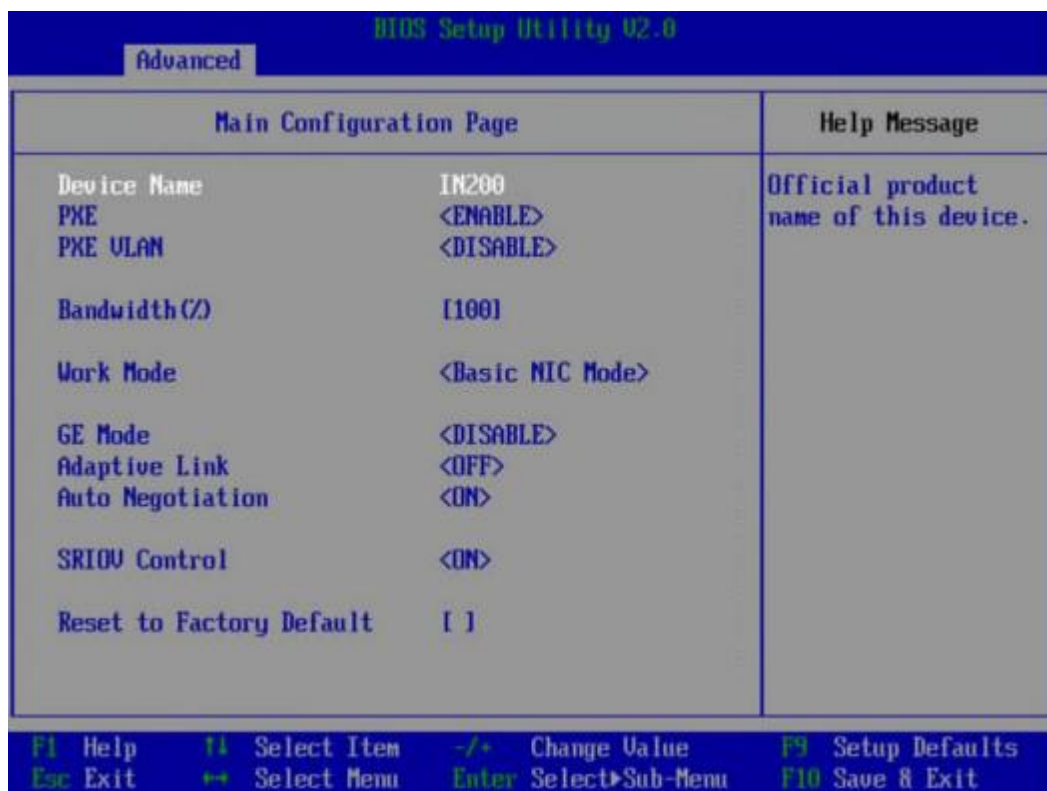 BIOS Setup Utility V2.0
Advanced
Main Configuration Page
Help Message
Device Name IN200
Official product
name of this device.
PXE <ENABLE>
PXE VLAN <DISABLE>
Bandwidth(%) [100]
Work Mode <Basic NIC Mode>
GE Mode <DISABLE>
Adaptive Link <OFF>
Auto Negotiation <ON>
SRIOV Control <ON>
Reset to Factory Default [ ]
F1 Help ↑↓ Select Item -/+ Change Value F9 Setup Defaults
Esc Exit ←→ Select Menu Enter Select▶Sub-Menu F10 Save & Exit